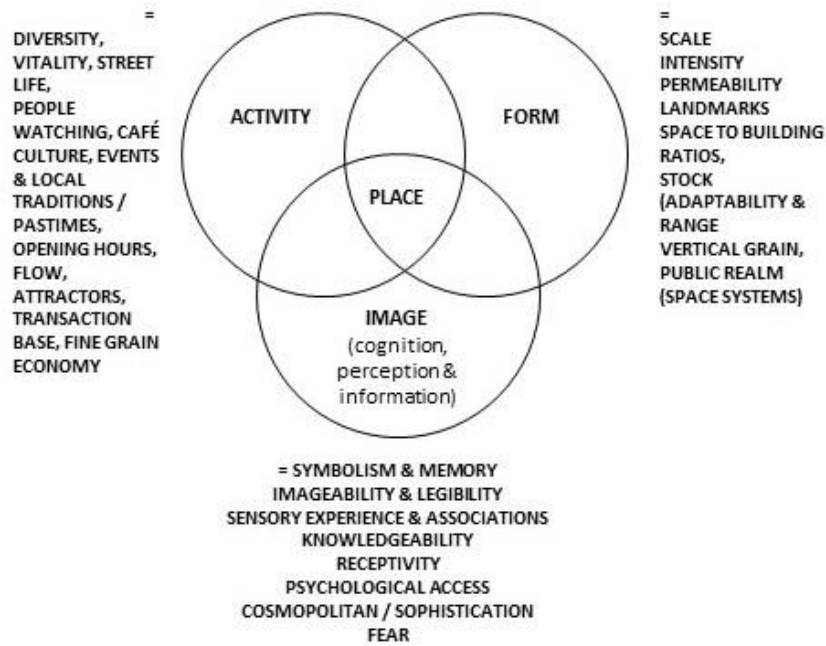 =
DIVERSITY,
VITALITY, STREET
LIFE,
PEOPLE
WATCHING, CAFÉ
CULTURE, EVENTS
& LOCAL
TRADITIONS /
PASTIMES,
OPENING HOURS,
FLOW,
ATTRACTORS,
TRANSACTION
BASE, FINE GRAIN
ECONOMY
ACTIVITY
FORM
PLACE
IMAGE
(cognition,
perception &
information)
=
SCALE
INTENSITY
PERMEABILITY
LANDMARKS
SPACE TO BUILDING
RATIOS,
STOCK
(ADAPTABILITY &
RANGE
VERTICAL GRAIN,
PUBLIC REALM
(SPACE SYSTEMS)
= SYMBOLISM & MEMORY
IMAGEABILITY & LEGIBILITY
SENSORY EXPERIENCE & ASSOCIATIONS
KNOWLEDGEABILITY
RECEPTIVITY
PSYCHOLOGICAL ACCESS
COSMOPOLITAN / SOPHISTICATION
FEAR